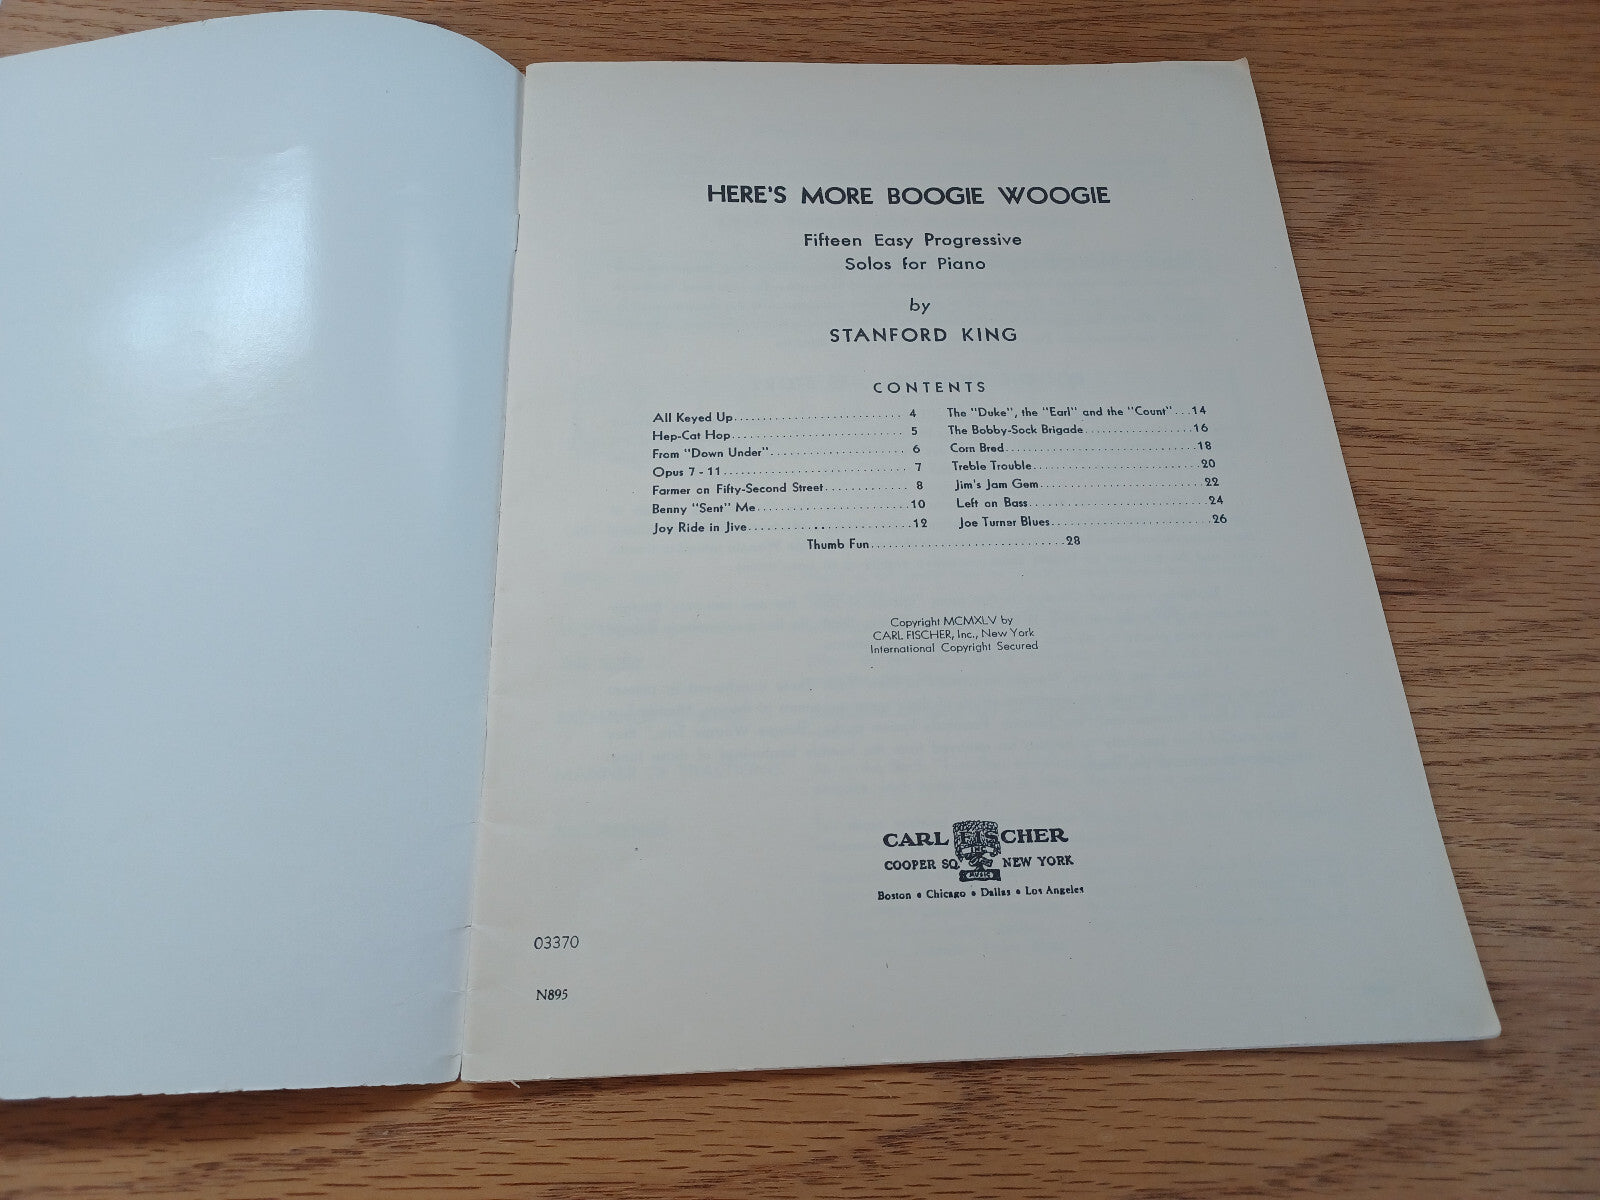 HERE'S MORE BOOGIE WOOGIE
Fifteen Easy Progressive
Solos for Piano
by
STANFORD KING
CONTENTS
All Keyed Up.......................... 4
Hep-Cat Hop.......................... 5
From "Down Under"..................... 6
Opus 7 - 11............................ 7
Farmer on Fifty-Second Street............. 8
Benny "Sent" Me.......................10
Joy Ride in Jive.........................12
The "Duke", the "Earl" and the "Count"...14
The Bobby-Sock Brigade..................16
Corn Bred.............................18
Treble Trouble..........................20
Jim's Jam Gem.........................22
Left on Bass...........................24
Joe Turner Blues........................26
Thumb Fun.............................28
Copyright MCMXLV by
CARL FISCHER, Inc., New York
International Copyright Secured
CARL FISCHER
INC
COOPER SQ. NEW YORK
MUSIC
Boston • Chicago • Dallas • Los Angeles
03370
N895